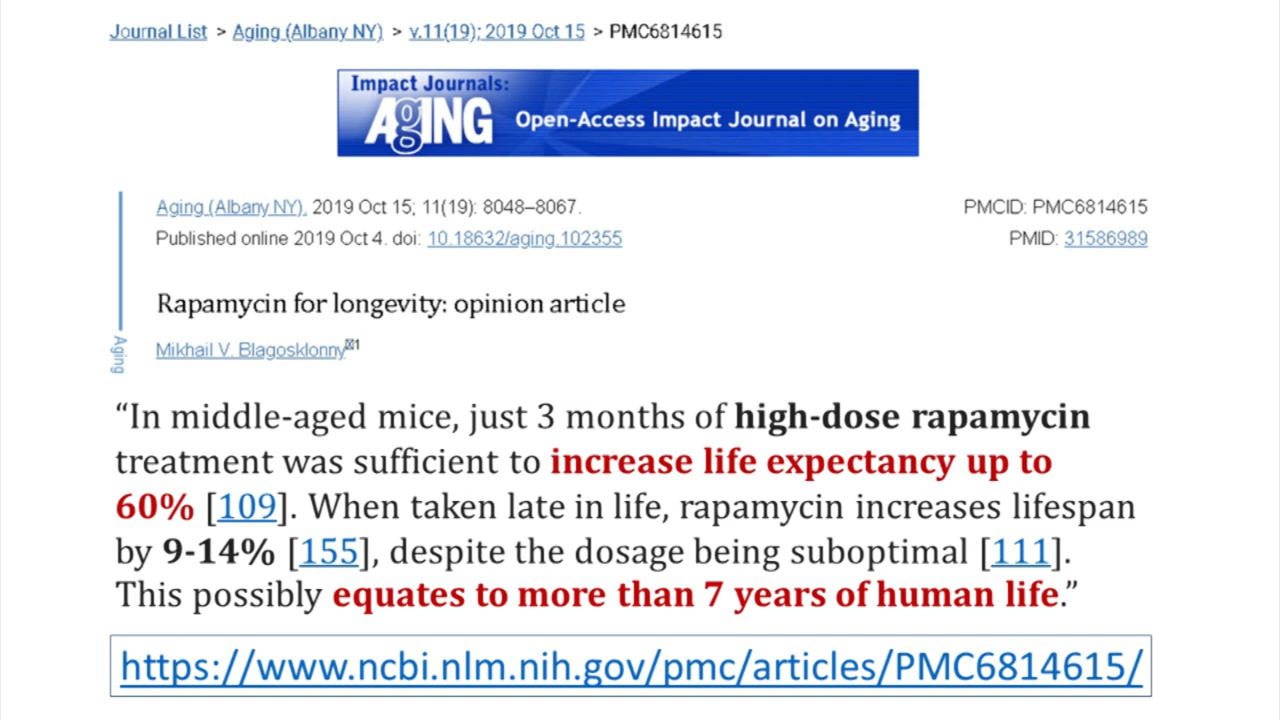 Journal List > Aging (Albany NY) > v.11(19); 2019 Oct 15 > PMC6814615
Impact Journals:
AgING
Open-Access Impact Journal on Aging
Aging (Albany NY). 2019 Oct 15; 11(19): 8048–8067.
PMCID: PMC6814615
Published online 2019 Oct 4. doi: 10.18632/aging.102355
PMID: 31586989
Rapamycin for longevity: opinion article
Mikhail V. Blagosklonny✉1
Aging
“In middle-aged mice, just 3 months of high-dose rapamycin
treatment was sufficient to increase life expectancy up to
60% [109]. When taken late in life, rapamycin increases lifespan
by 9-14% [155], despite the dosage being suboptimal [111].
This possibly equates to more than 7 years of human life.”
https://www.ncbi.nlm.nih.gov/pmc/articles/PMC6814615/